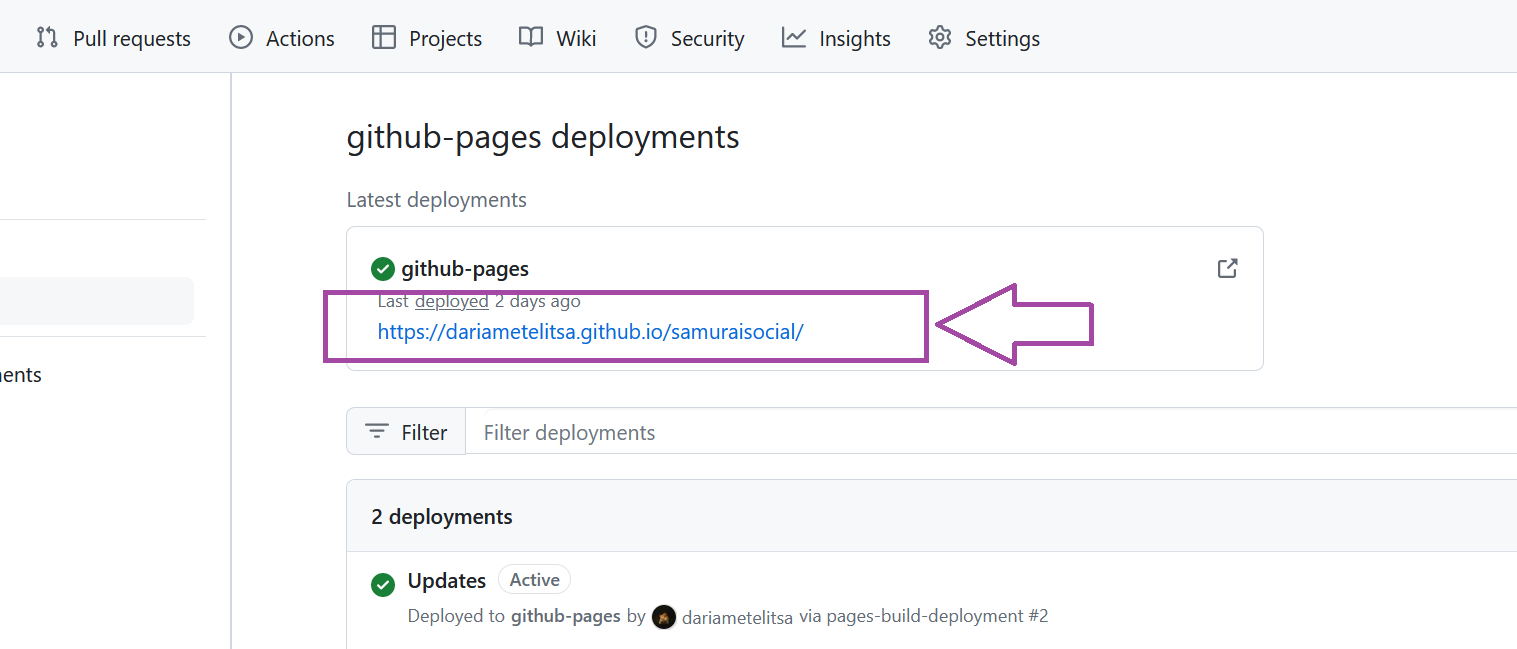 Pull requests Actions Projects Wiki Security Insights Settings
github-pages deployments
Latest deployments
github-pages
Last deployed 2 days ago
https://dariametelitsa.github.io/samuraisocial/
Filter Filter deployments
2 deployments
Updates Active
Deployed to github-pages by dariametelitsa via pages-build-deployment #2